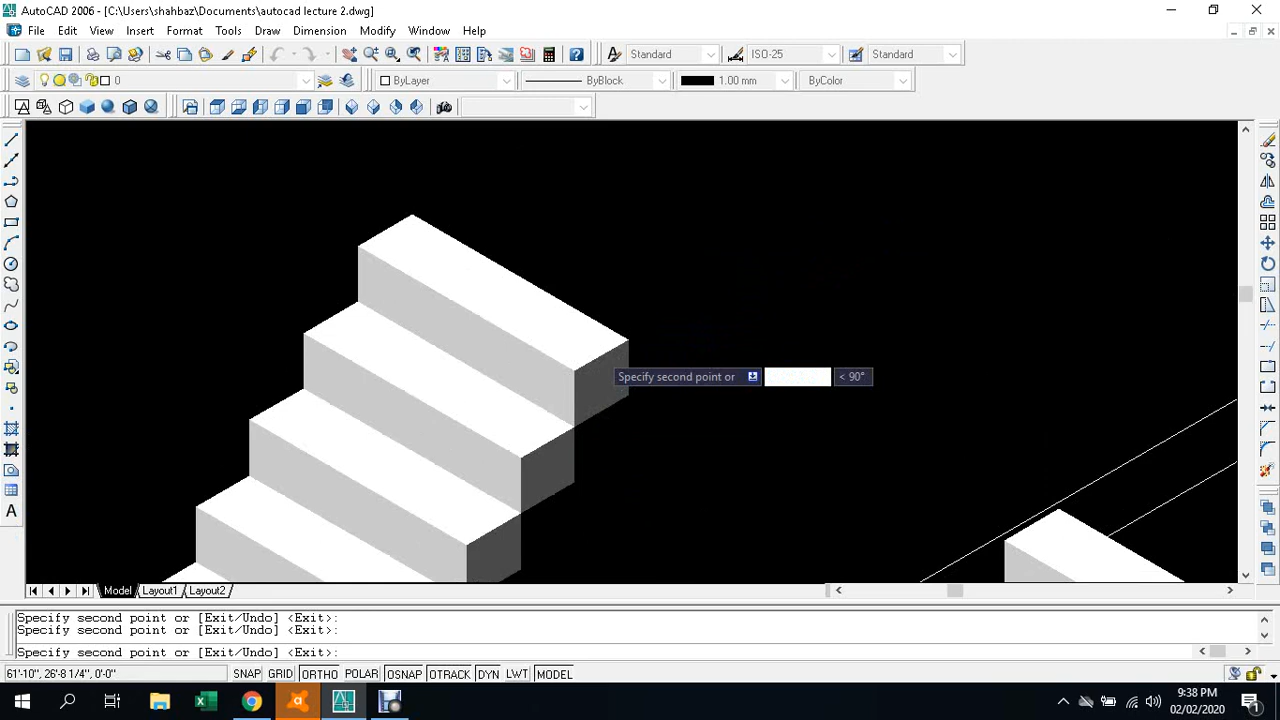 AutoCAD 2006 - [C:\Users\shahbaz\Documents\autocad lecture 2.dwg]
File Edit View Insert Format Tools Draw Dimension Modify Window Help
Standard ISO-25 Standard
0 ByLayer ByBlock 1.00 mm ByColor
Specify second point or < 90°
A
Model Layout1 Layout2
Specify second point or [Exit/Undo] <Exit>:
Specify second point or [Exit/Undo] <Exit>:
Specify second point or [Exit/Undo] <Exit>:
61'-10", 26'-8 1/4", 0'-0" SNAP GRID ORTHO POLAR OSNAP OTRACK DYN LWT MODEL
9:38 PM
02/02/2020